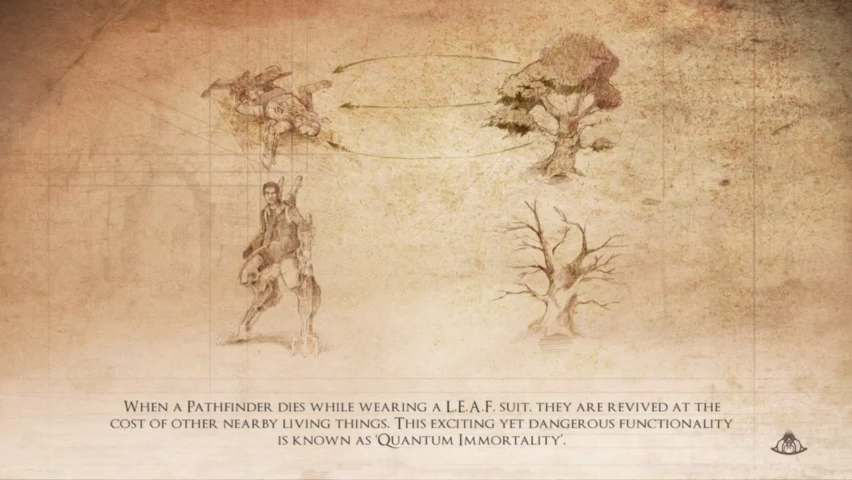 When a Pathfinder dies while wearing a L.E.A.F. suit, they are revived at the
cost of other nearby living things. This exciting yet dangerous functionality
is known as 'Quantum Immortality'.